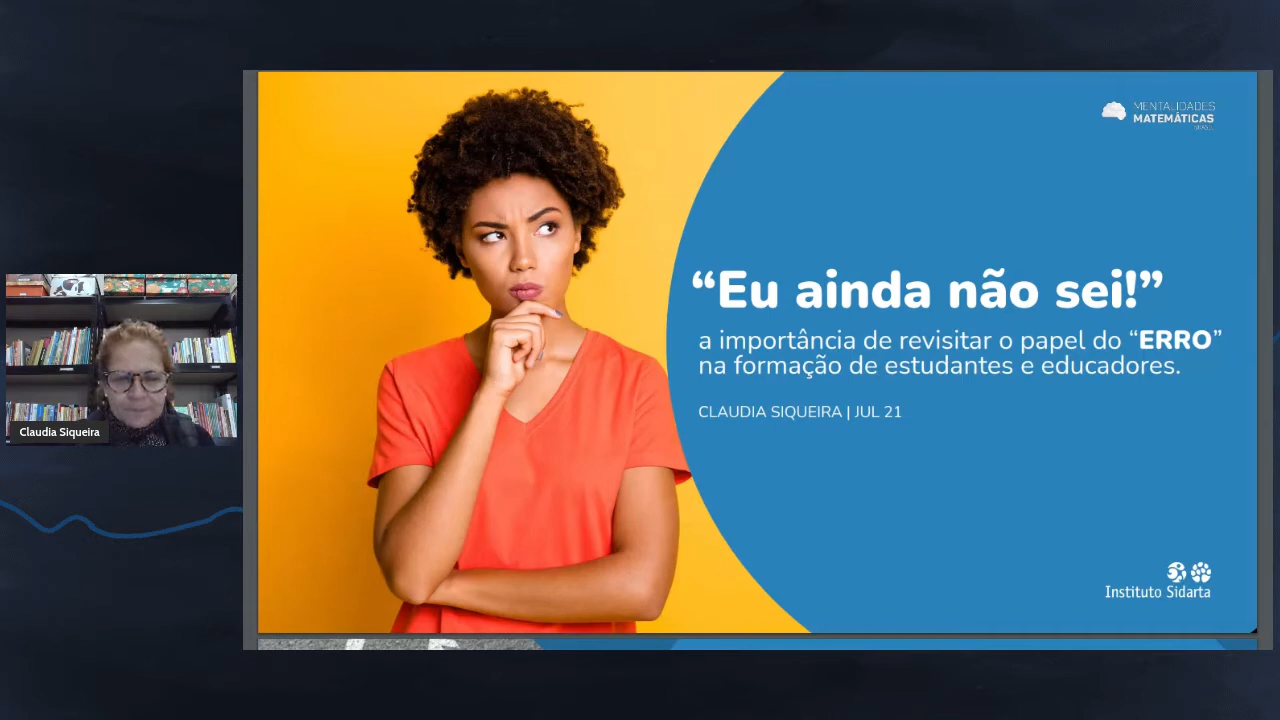 MENTALIDADES
MATEMÁTICAS
BRASIL
“Eu ainda não sei!”
a importância de revisitar o papel do “ERRO”
na formação de estudantes e educadores.
CLAUDIA SIQUEIRA | JUL 21
Claudia Siqueira
Instituto Sidarta